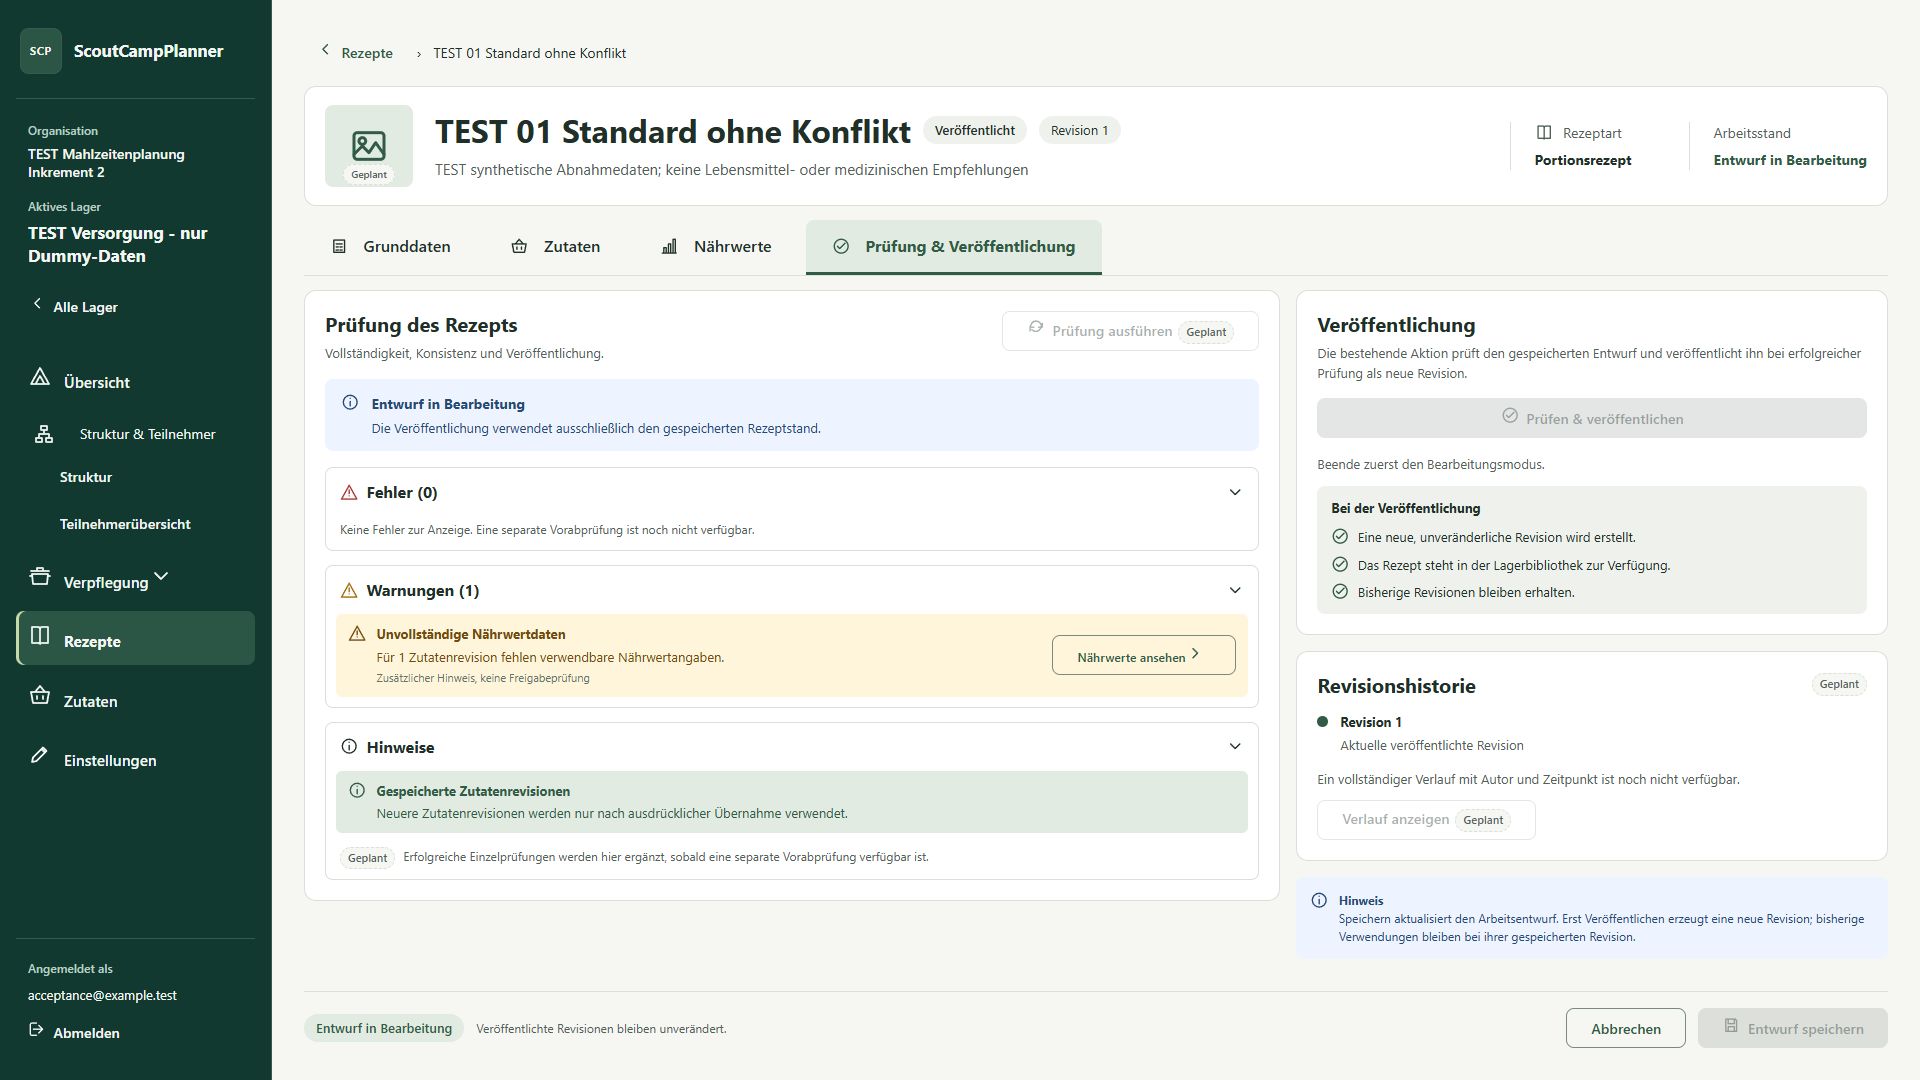 SCP
ScoutCampPlanner
Organisation
TEST Mahlzeitenplanung
Inkrement 2
Aktives Lager
TEST Versorgung - nur
Dummy-Daten
Alle Lager
Übersicht
Struktur & Teilnehmer
Struktur
Teilnehmerübersicht
Verpflegung
Rezepte
Zutaten
Einstellungen
Angemeldet als
acceptance@example.test
Abmelden
Rezepte › TEST 01 Standard ohne Konflikt
Geplant
TEST 01 Standard ohne Konflikt Veröffentlicht Revision 1
TEST synthetische Abnahmedaten; keine Lebensmittel- oder medizinischen Empfehlungen
Rezeptart
Portionsrezept
Arbeitsstand
Entwurf in Bearbeitung
Grunddaten Zutaten Nährwerte Prüfung & Veröffentlichung
Prüfung des Rezepts
Vollständigkeit, Konsistenz und Veröffentlichung.
Prüfung ausführen Geplant
Entwurf in Bearbeitung
Die Veröffentlichung verwendet ausschließlich den gespeicherten Rezeptstand.
Fehler (0)
Keine Fehler zur Anzeige. Eine separate Vorabprüfung ist noch nicht verfügbar.
Warnungen (1)
Unvollständige Nährwertdaten
Für 1 Zutatenrevision fehlen verwendbare Nährwertangaben.
Zusätzlicher Hinweis, keine Freigabeprüfung
Nährwerte ansehen
Hinweise
Gespeicherte Zutatenrevisionen
Neuere Zutatenrevisionen werden nur nach ausdrücklicher Übernahme verwendet.
Geplant Erfolgreiche Einzelprüfungen werden hier ergänzt, sobald eine separate Vorabprüfung verfügbar ist.
Veröffentlichung
Die bestehende Aktion prüft den gespeicherten Entwurf und veröffentlicht ihn bei erfolgreicher
Prüfung als neue Revision.
Prüfen & veröffentlichen
Beende zuerst den Bearbeitungsmodus.
Bei der Veröffentlichung
Eine neue, unveränderliche Revision wird erstellt.
Das Rezept steht in der Lagerbibliothek zur Verfügung.
Bisherige Revisionen bleiben erhalten.
Revisionshistorie Geplant
Revision 1
Aktuelle veröffentlichte Revision
Ein vollständiger Verlauf mit Autor und Zeitpunkt ist noch nicht verfügbar.
Verlauf anzeigen Geplant
Hinweis
Speichern aktualisiert den Arbeitsentwurf. Erst Veröffentlichen erzeugt eine neue Revision; bisherige
Verwendungen bleiben bei ihrer gespeicherten Revision.
Entwurf in Bearbeitung Veröffentlichte Revisionen bleiben unverändert.
Abbrechen Entwurf speichern